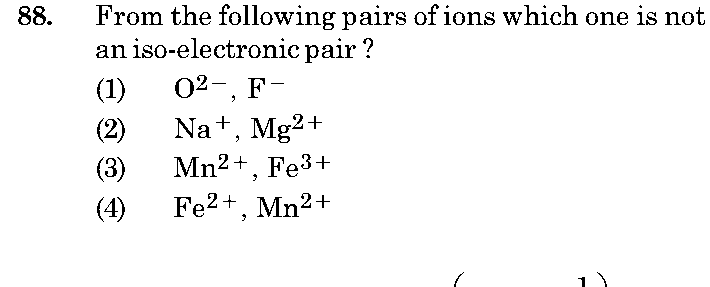 88. From the following pairs of ions which one is not
an iso-electronic pair ?
(1) O²⁻, F⁻
(2) Na⁺, Mg²⁺
(3) Mn²⁺, Fe³⁺
(4) Fe²⁺, Mn²⁺